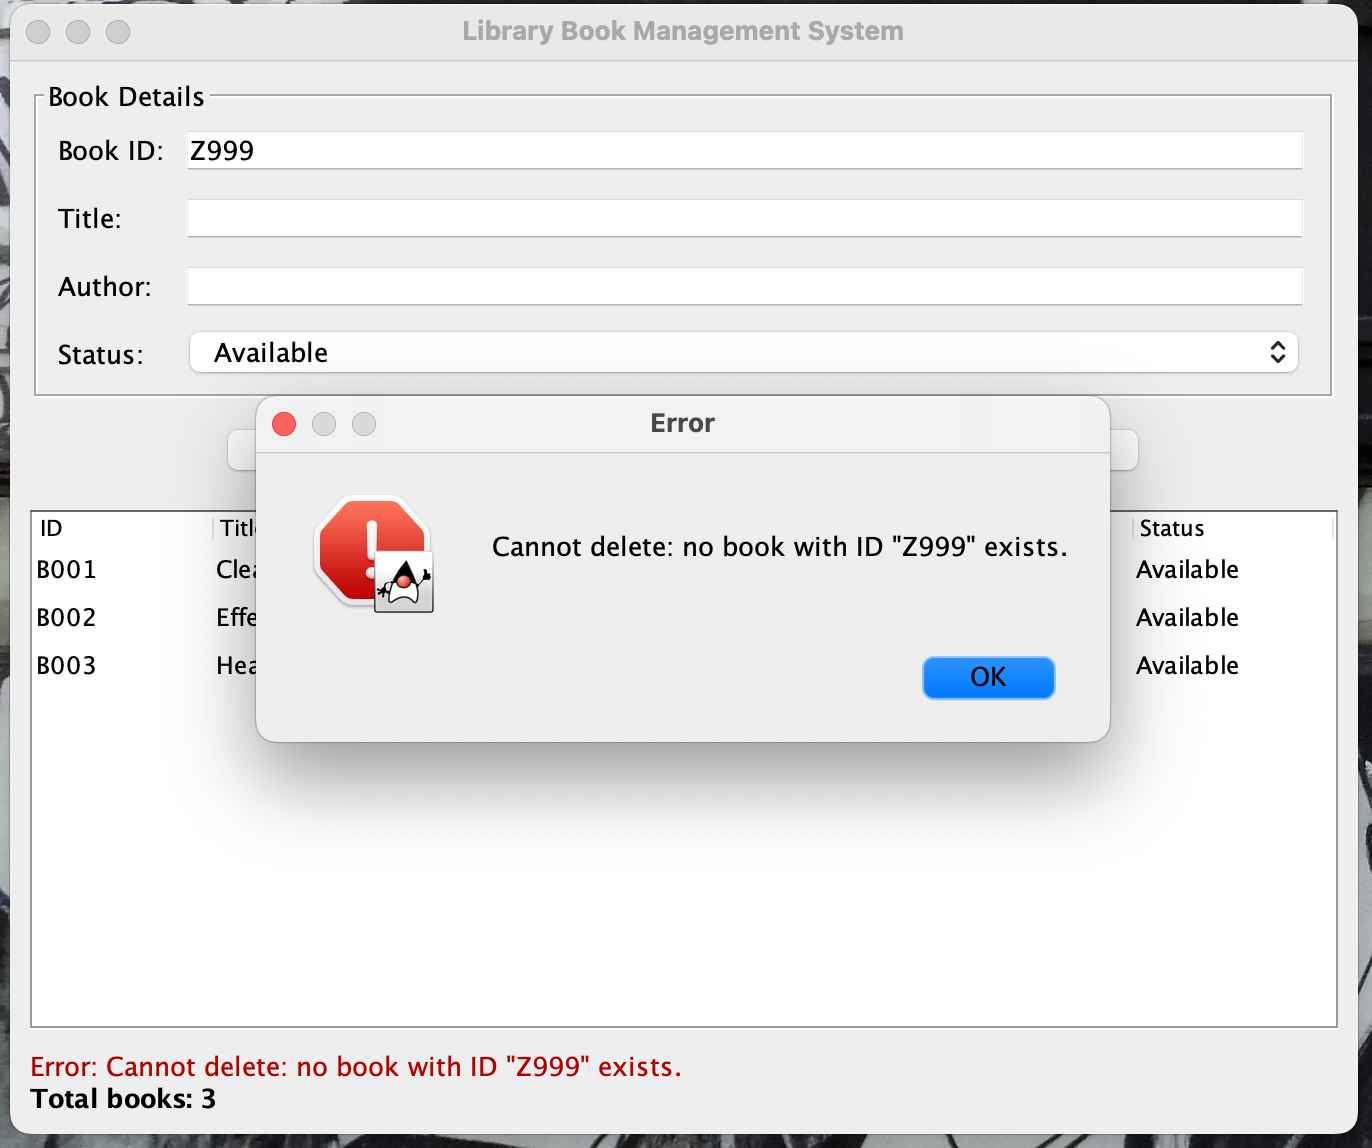 Library Book Management System
Book Details
Book ID: Z999
Title:
Author:
Status: Available
Error
Cannot delete: no book with ID "Z999" exists.
OK
ID Status
B001 Available
B002 Available
B003 Available
Error: Cannot delete: no book with ID "Z999" exists.
Total books: 3